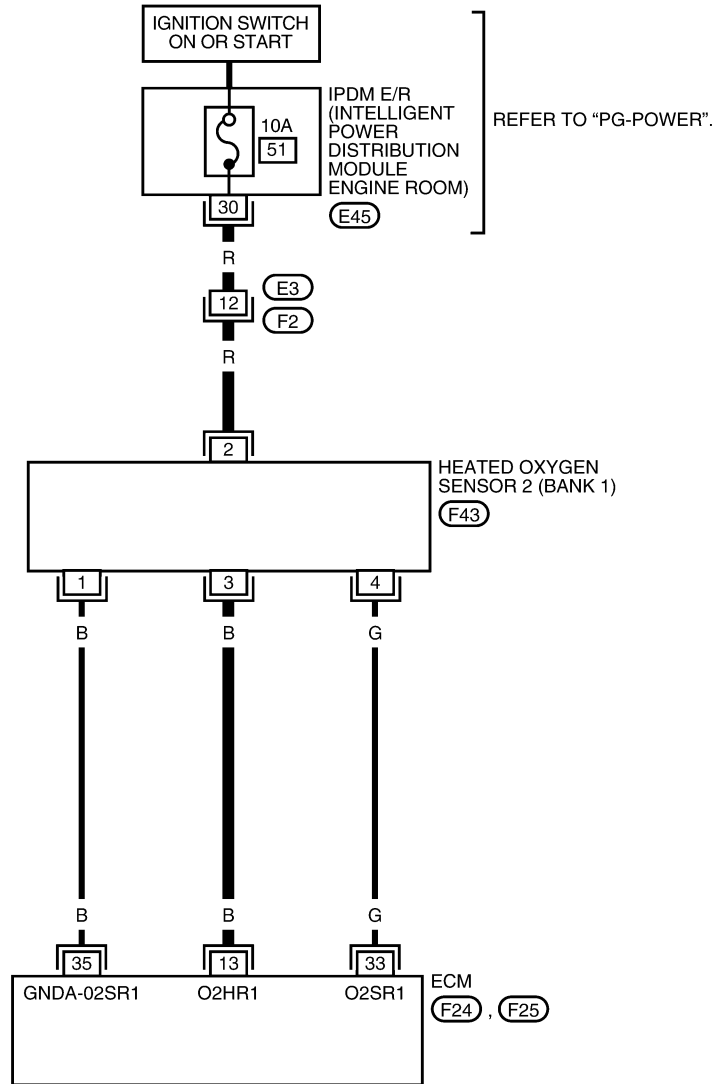 IGNITION SWITCH
ON OR START
IPDM E/R
(INTELLIGENT
POWER
DISTRIBUTION
MODULE
ENGINE ROOM)
E45
10A
51
REFER TO “PG-POWER”.
30
R
12
E3
F2
R
2
HEATED OXYGEN
SENSOR 2 (BANK 1)
F43
1
3
4
B
B
G
B
B
G
35
13
33
GNDA-02SR1
O2HR1
O2SR1
ECM
F24 , F25